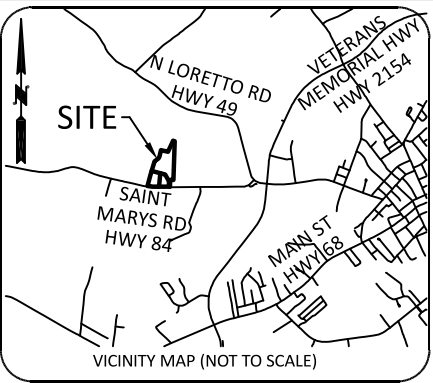 N
N LORETTO RD
HWY 49
VETERANS
MEMORIAL HWY
HWY 2154
SITE
SAINT
MARYS RD
HWY 84
MAIN ST
HWY 68
VICINITY MAP (NOT TO SCALE)